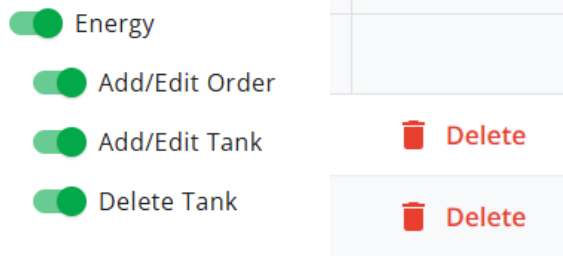 Energy
Add/Edit Order
Add/Edit Tank
Delete Tank
Delete
Delete